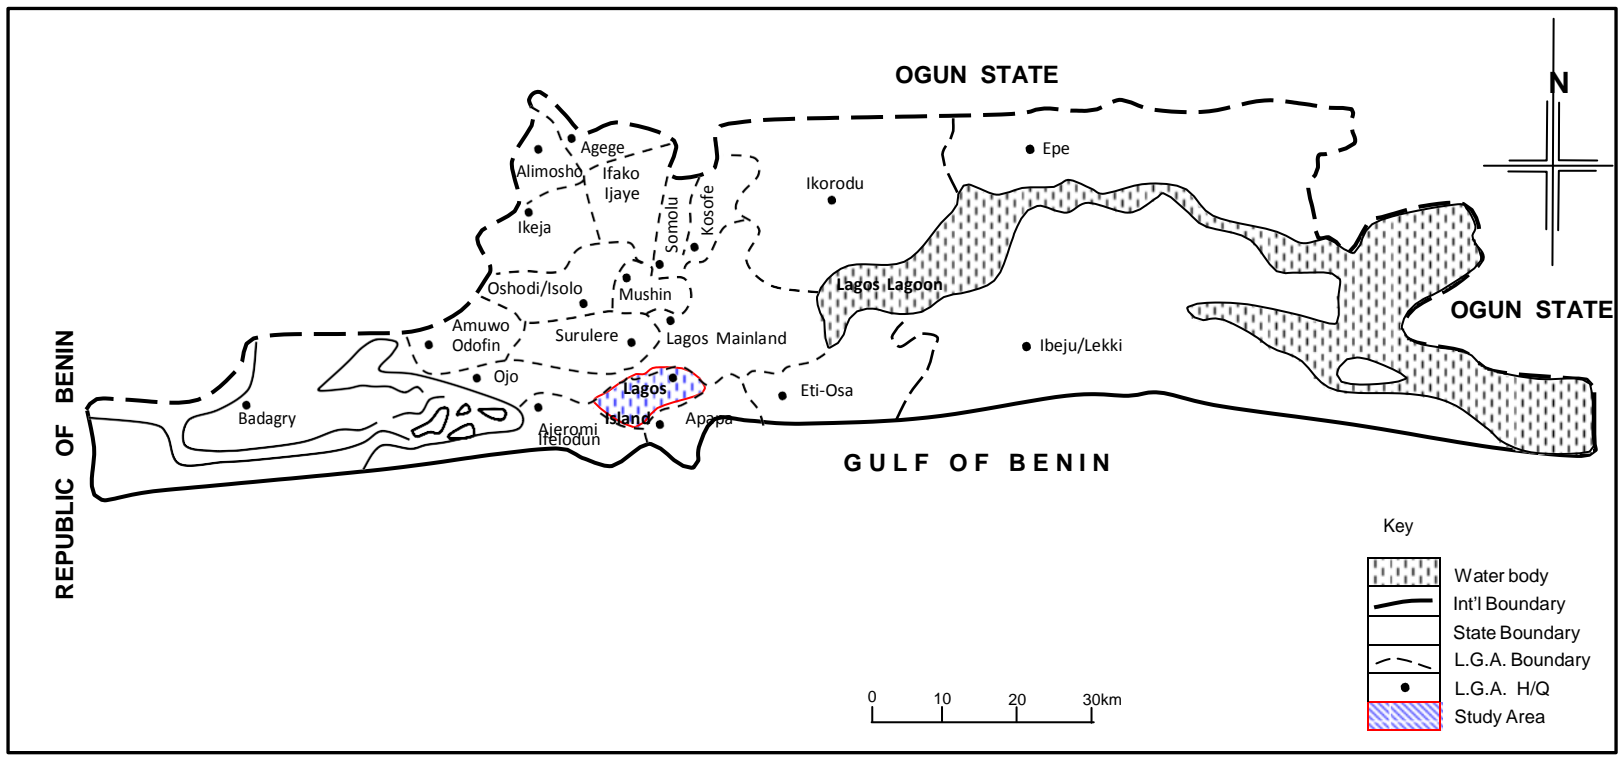 OGUN STATE
N
Agege
Epe
Alimosho
Ifako
Ijaye
Ikorodu
Somolu
Kosofe
Ikeja
Oshodi/Isolo
Mushin
Lagos Lagoon
OGUN STATE
Amuwo
Odofin
Surulere
Lagos Mainland
Ibeju/Lekki
REPUBLIC OF BENIN
Ojo
Lagos
Island
Eti-Osa
Badagry
Apapa
Ajeromi
Ifelodun
GULF OF BENIN
Key
Water body
Int'l Boundary
State Boundary
L.G.A. Boundary
L.G.A. H/Q
Study Area
0 10 20 30km